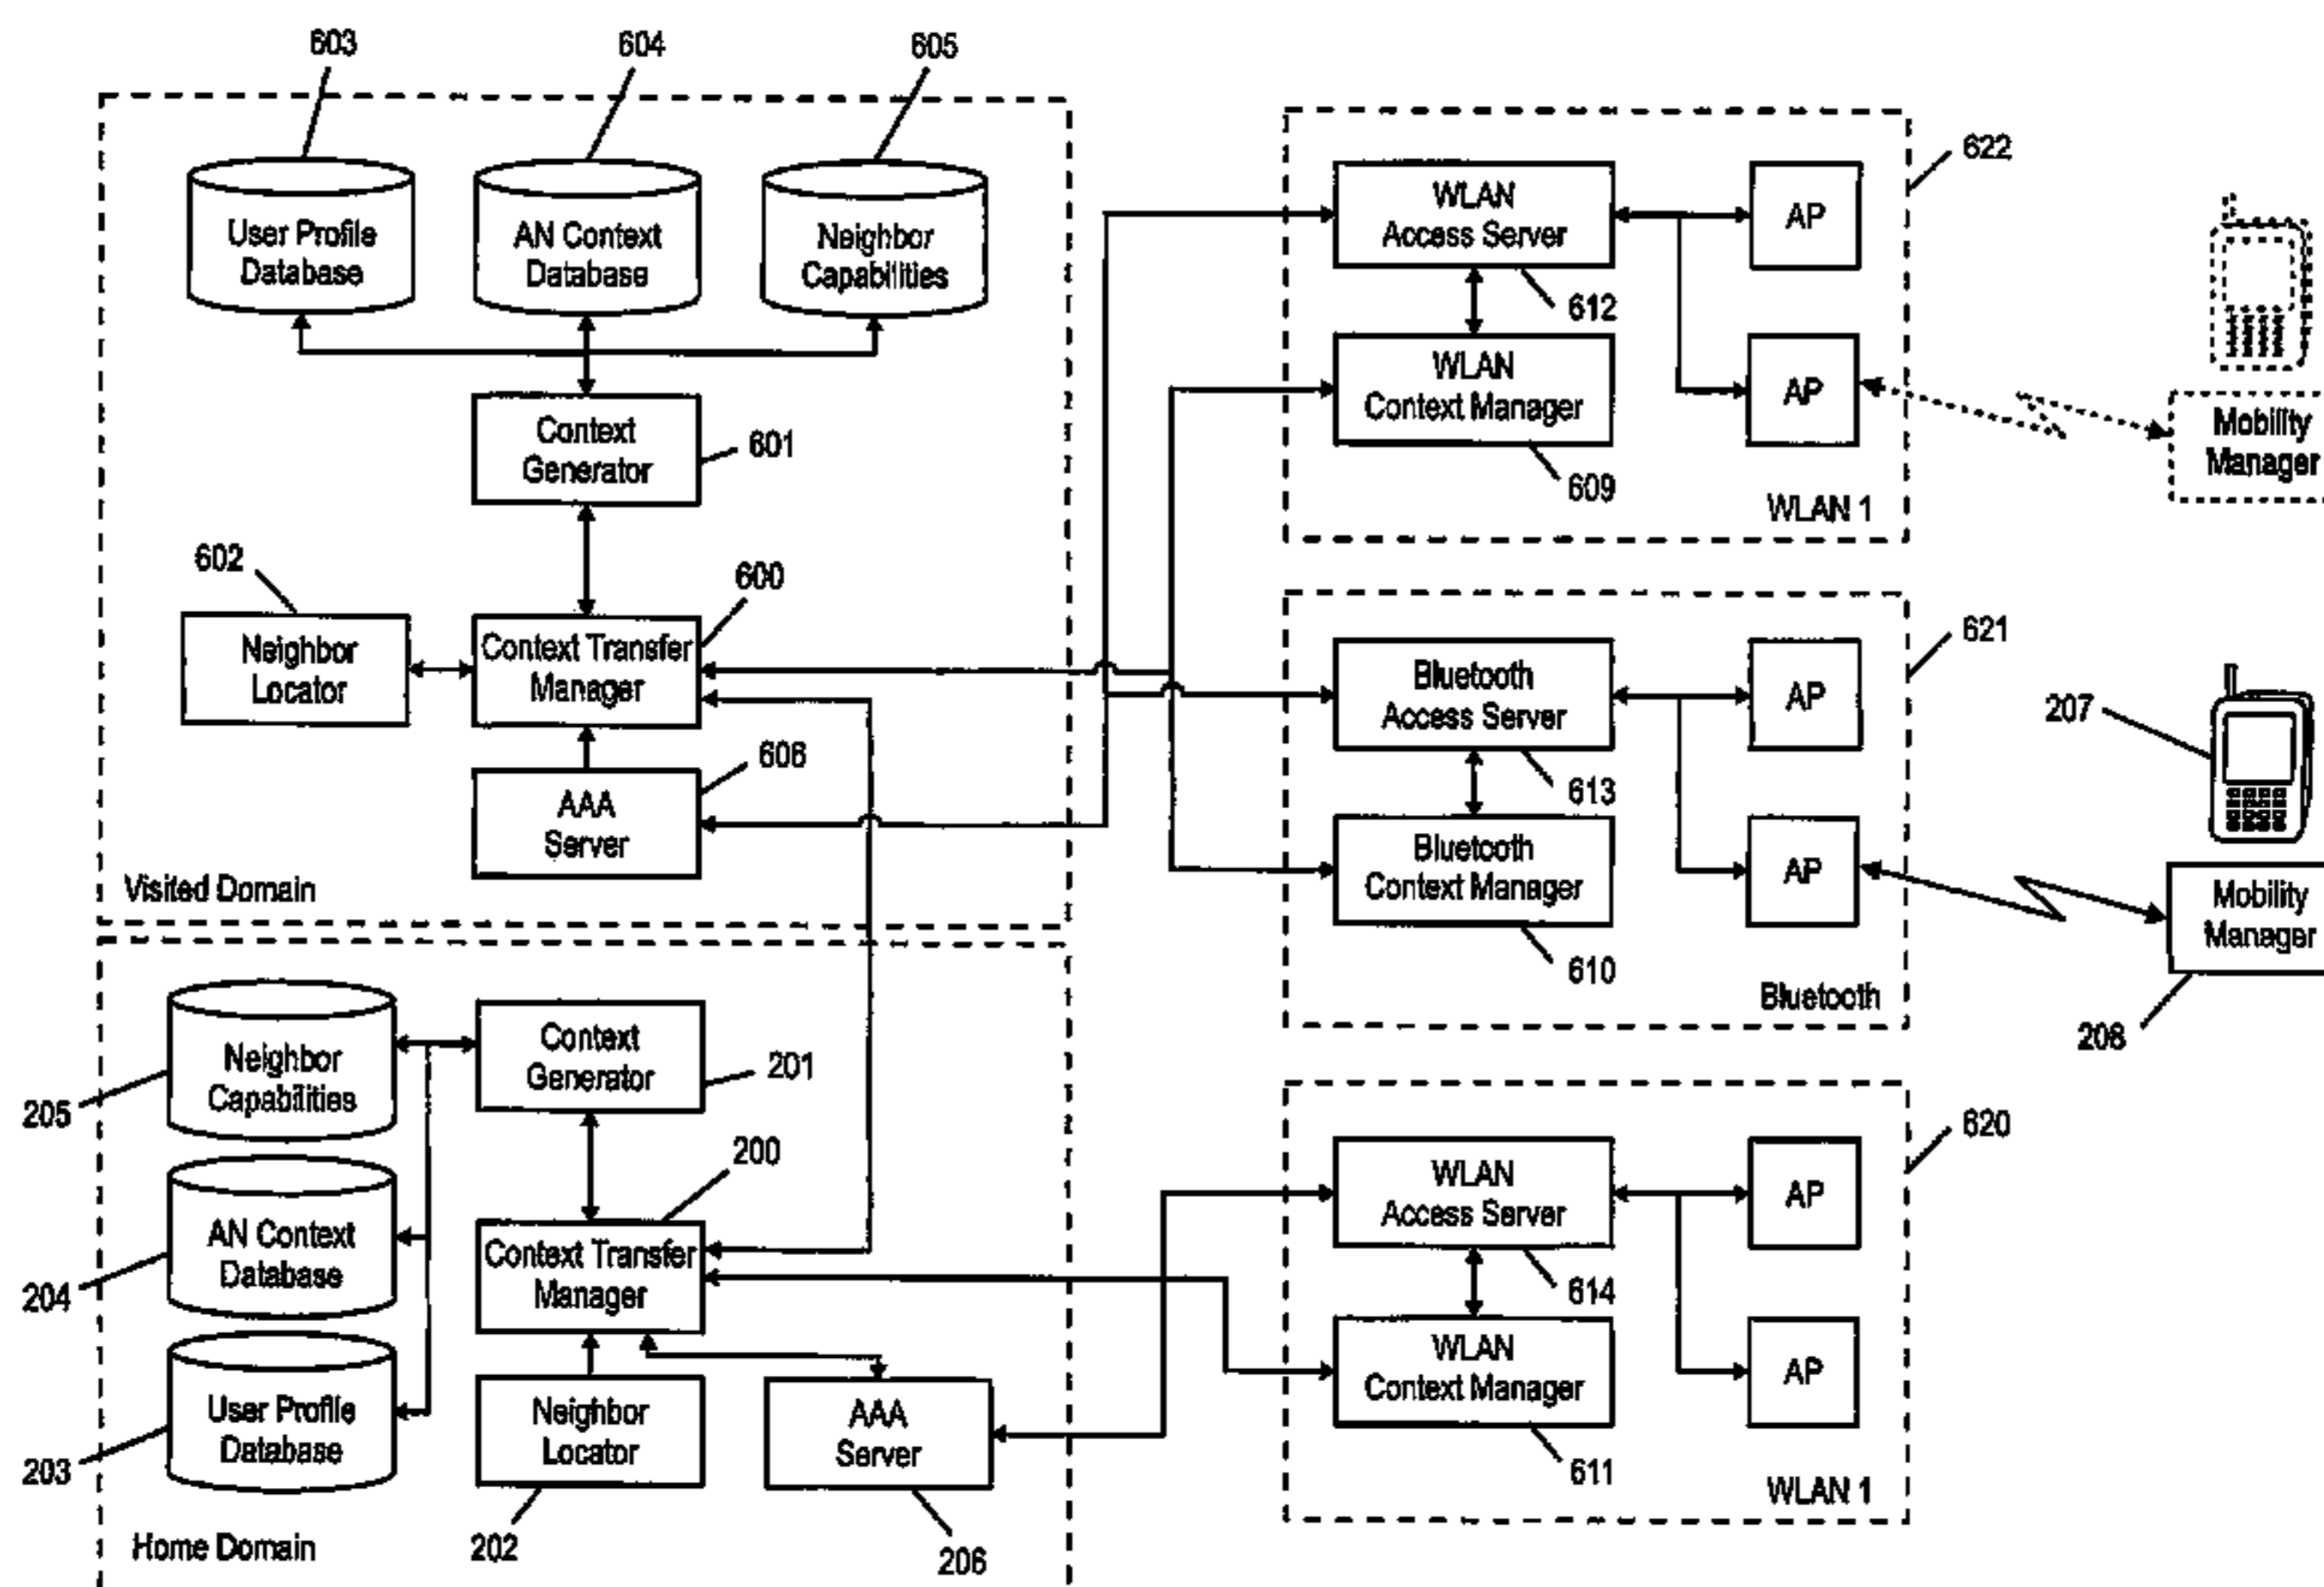 603
604
605
User Profile
Database
AN Context
Database
Neighbor
Capabilities
Context
Generator
601
602
600
Neighbor
Locator
Context Transfer
Manager
606
AAA
Server
Visited Domain
Neighbor
Capabilities
205
AN Context
Database
204
User Profile
Database
203
Context
Generator
201
200
Context Transfer
Manager
Neighbor
Locator
202
AAA
Server
206
Home Domain
WLAN
Access Server
612
WLAN
Context Manager
609
AP
AP
WLAN 1
622
Mobility
Manager
Bluetooth
Access Server
613
Bluetooth
Context Manager
610
AP
AP
Bluetooth
621
207
Mobility
Manager
208
WLAN
Access Server
614
WLAN
Context Manager
611
AP
AP
WLAN 1
620